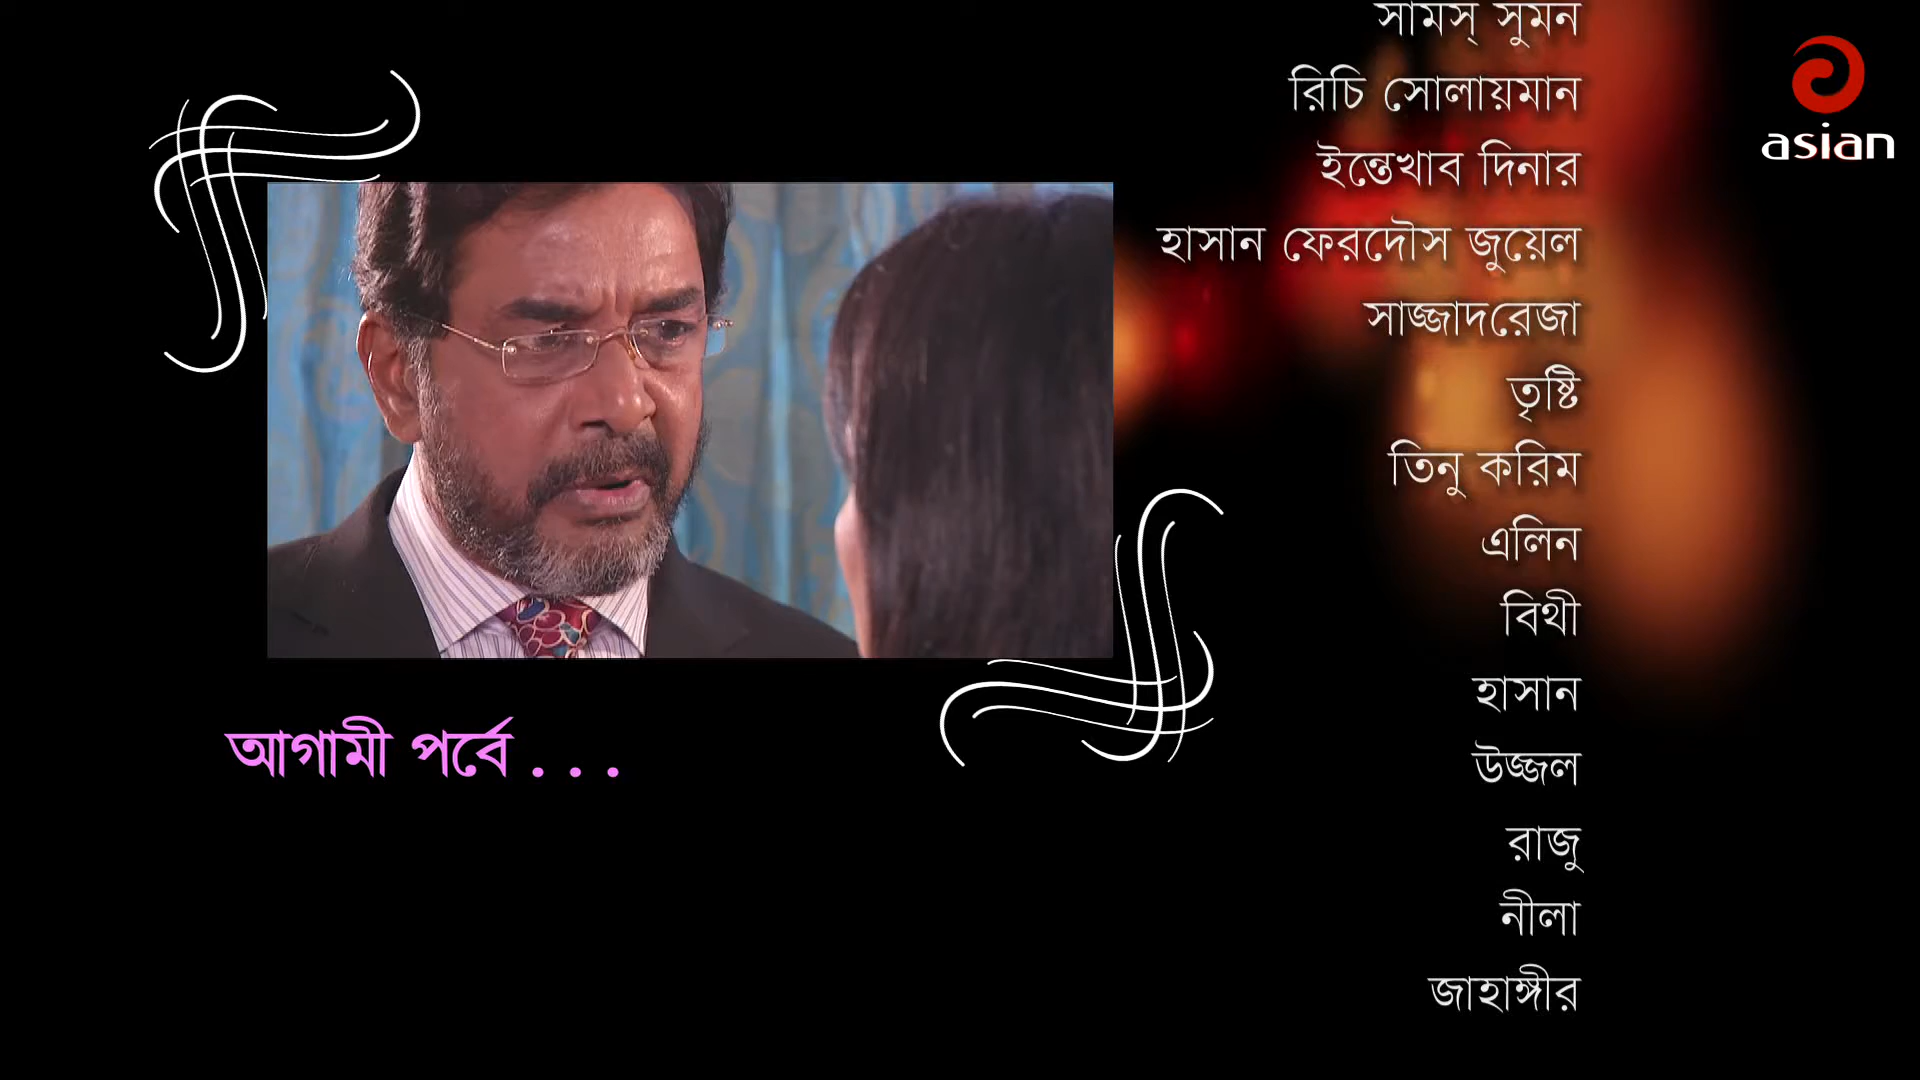 সামস্ সুমন
রিচি সোলায়মান
ইন্তেখাব দিনার
হাসান ফেরদৌস জুয়েল
সাজ্জাদরেজা
তৃষ্টি
তিনু করিম
এলিন
বিথী
হাসান
উজ্জল
রাজু
নীলা
জাহাঙ্গীর
asian
আগামী পর্বে . . .